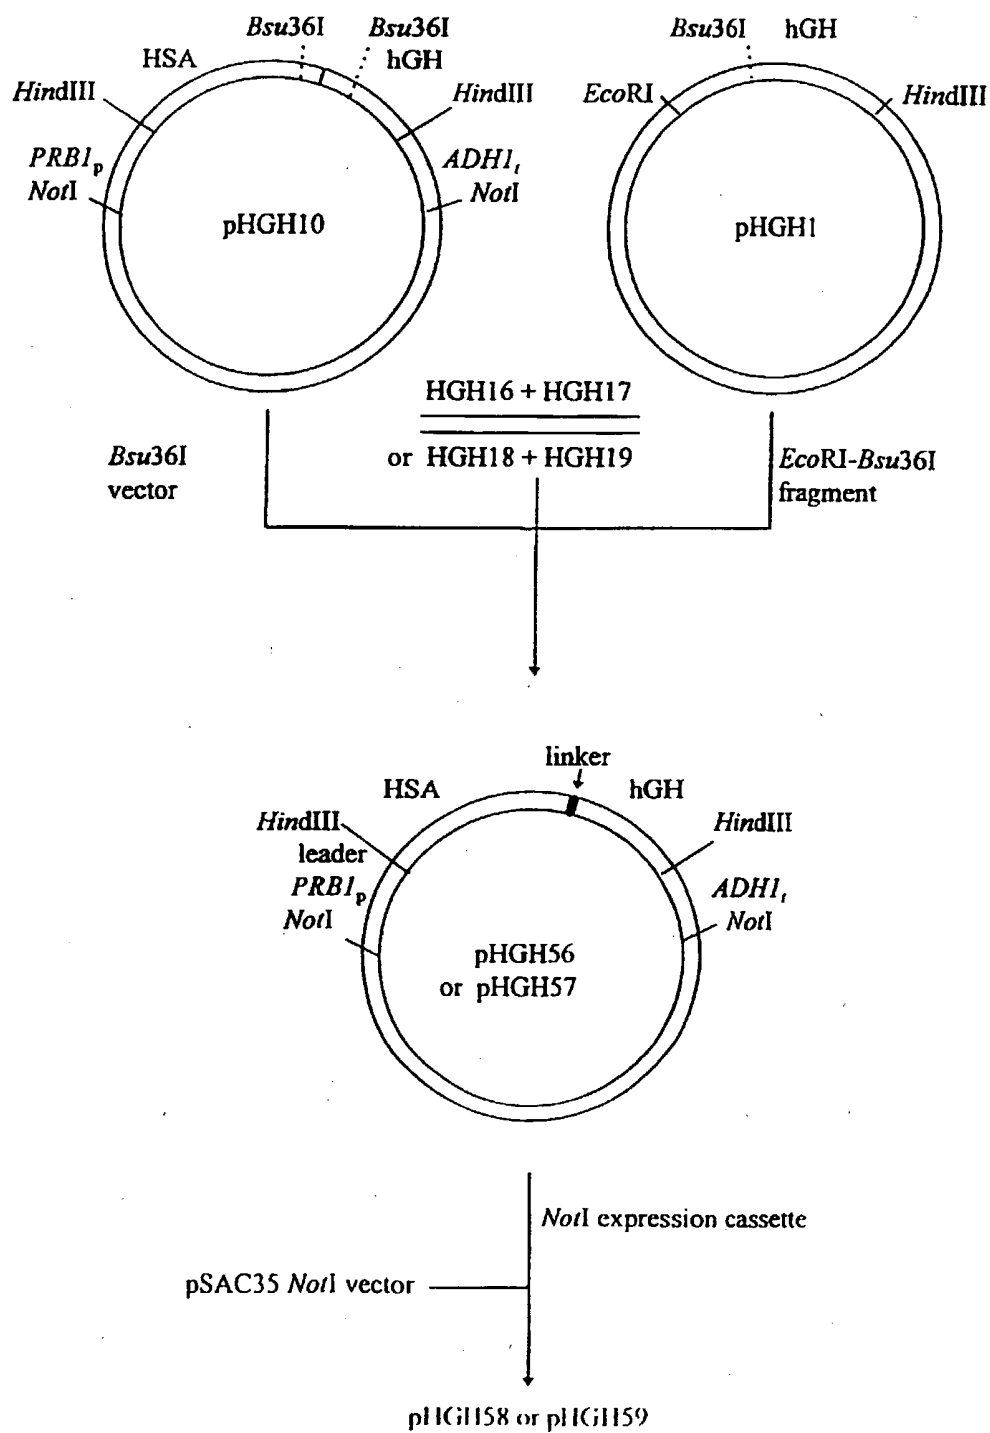 Bsu36I
Bsu36I
HSA
hGH
HindIII
HindIII
PRB1p
ADH1t
NotI
NotI
pHGH10
Bsu36I
hGH
EcoRI
HindIII
pHGH1
HGH16 + HGH17
or HGH18 + HGH19
Bsu36I
vector
EcoRI-Bsu36I
fragment
linker
HSA
hGH
HindIII
HindIII
leader
PRB1p
ADH1t
NotI
NotI
pHGH56
or pHGH57
NotI expression cassette
pSAC35 NotI vector
pHGH58 or pHGH59